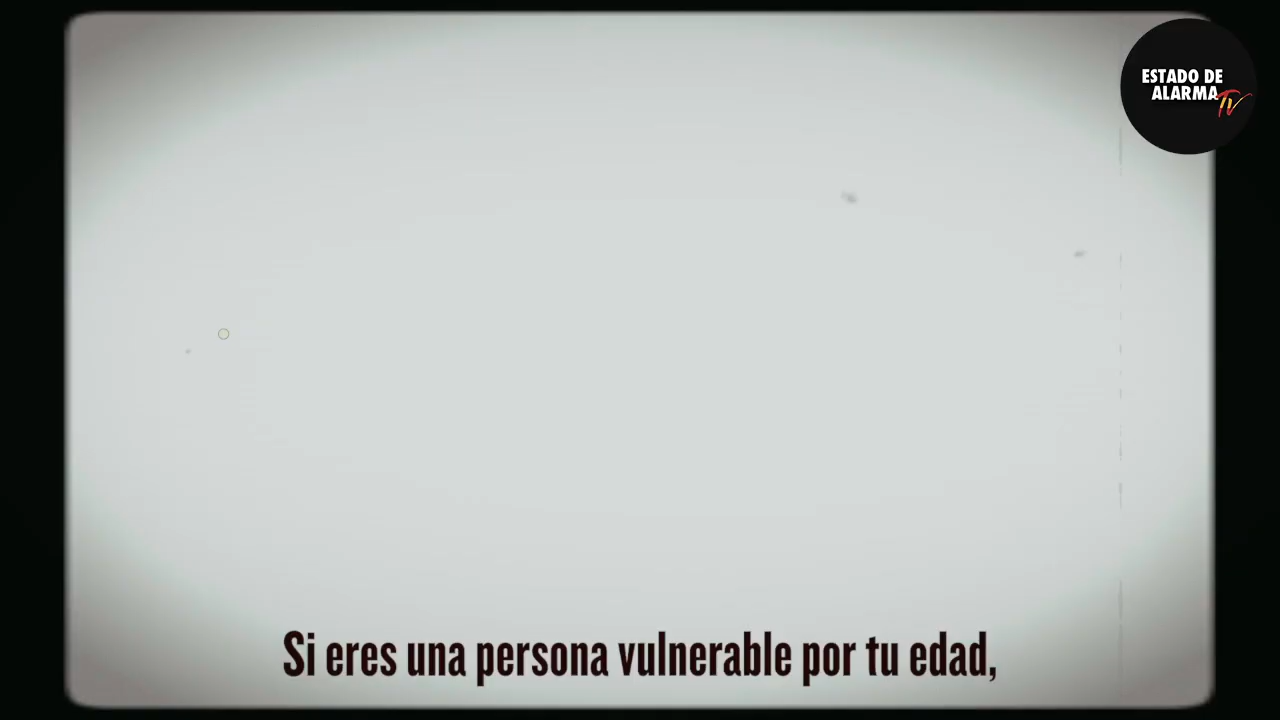 ESTADO DE
ALARMA
TV
Si eres una persona vulnerable por tu edad,